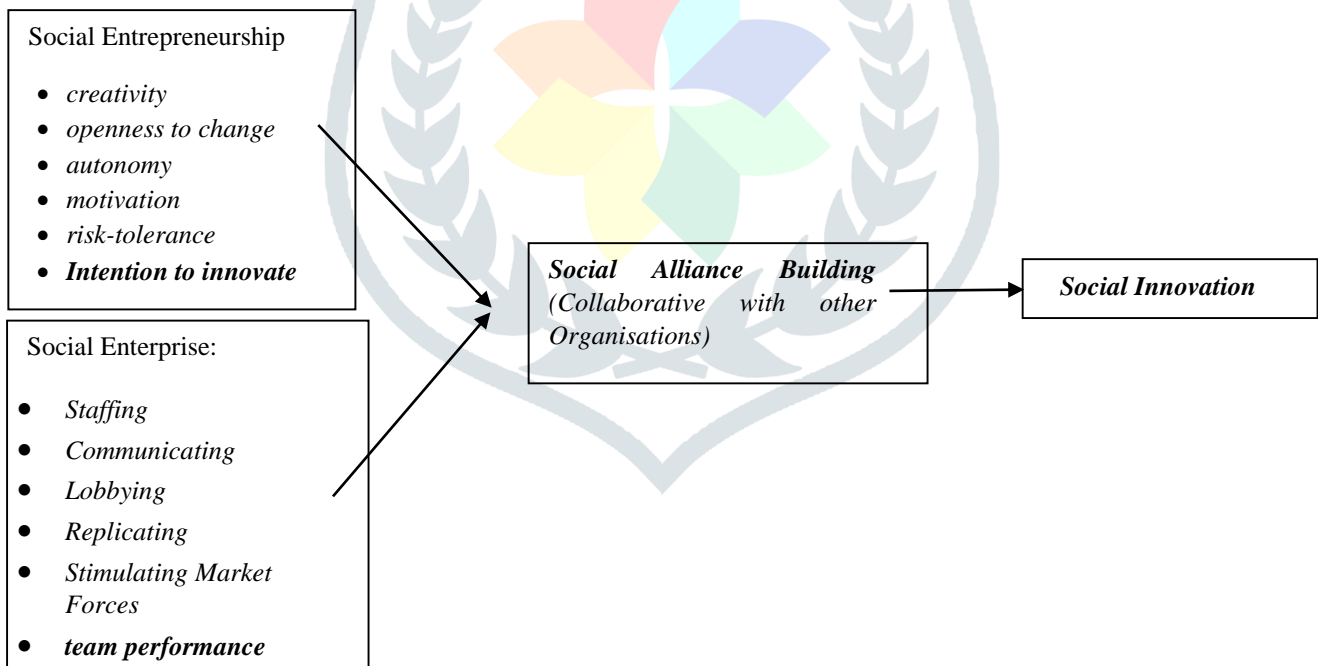 Social Entrepreneurship
• creativity
• openness to change
• autonomy
• motivation
• risk-tolerance
• Intention to innovate
Social Enterprise:
• Staffing
• Communicating
• Lobbying
• Replicating
• Stimulating Market
Forces
• team performance
Social Alliance Building
(Collaborative with other
Organisations)
Social Innovation